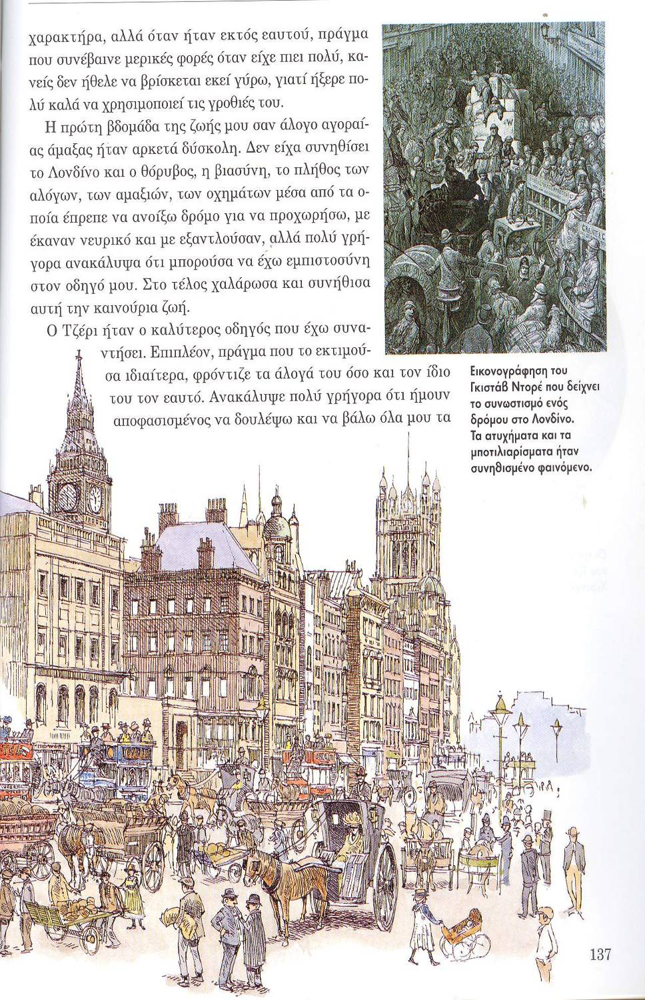 χαρακτήρα, αλλά όταν ήταν εκτός εαυτού, πράγμα
που συνέβαινε μερικές φορές όταν είχε πιει πολύ, κα-
νείς δεν ήθελε να βρίσκεται εκεί γύρω, γιατί ήξερε πο-
λύ καλά να χρησιμοποιεί τις γροθιές του.
Η πρώτη βδομάδα της ζωής μου σαν άλογο αγοραί-
ας άμαξας ήταν αρκετά δύσκολη. Δεν είχα συνηθίσει
το Λονδίνο και ο θόρυβος, η βιασύνη, το πλήθος των
αλόγων, των αμαξιών, των οχημάτων μέσα από τα ο-
ποία έπρεπε να ανοίξω δρόμο για να προχωρήσω, με
έκαναν νευρικό και με εξαντλούσαν, αλλά πολύ γρή-
γορα ανακάλυψα ότι μπορούσα να έχω εμπιστοσύνη
στον οδηγό μου. Στο τέλος χαλάρωσα και συνήθισα
αυτή την καινούρια ζωή.
Ο Τζέρι ήταν ο καλύτερος οδηγός που έχω συνα-
ντήσει. Επιπλέον, πράγμα που το εκτιμού-
σα ιδιαίτερα, φρόντιζε τα άλογά του όσο και τον ίδιο
του τον εαυτό. Ανακάλυψε πολύ γρήγορα ότι ήμουν
αποφασισμένος να δουλέψω και να βάλω όλα μου τα
Εικονογράφηση του
Γκιστάβ Ντορέ που δείχνει
το συνωστισμό ενός
δρόμου στο Λονδίνο.
Τα ατυχήματα και τα
μποτιλιαρίσματα ήταν
συνηθισμένο φαινόμενο.
137